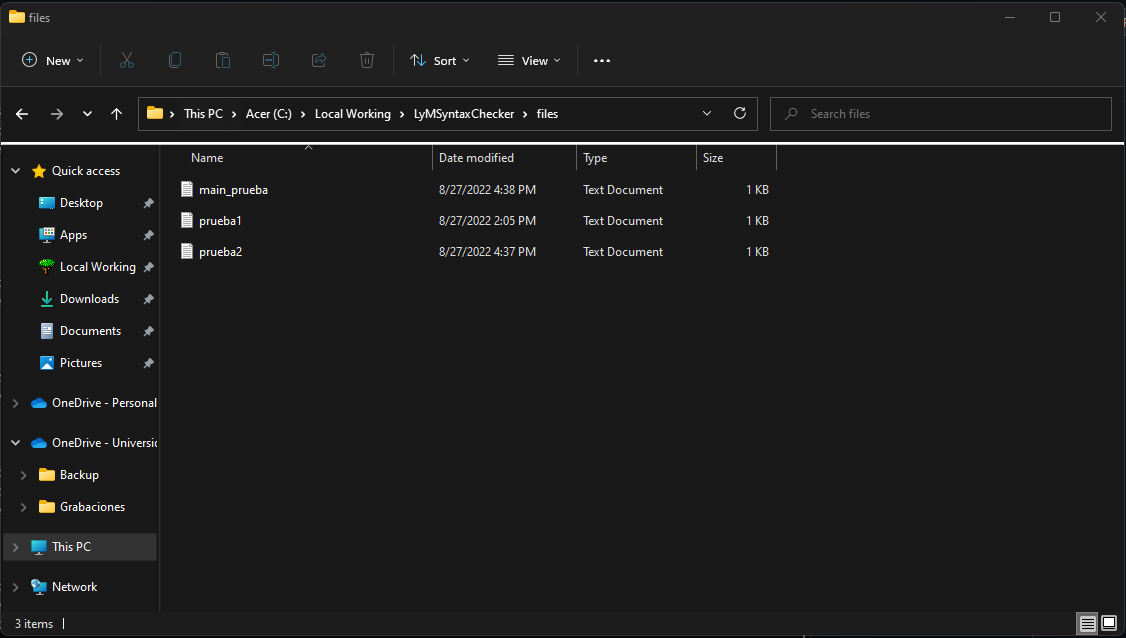 files
New Sort View
This PC Acer (C:) Local Working LyMSyntaxChecker files Search files
Name Date modified Type Size
main_prueba 8/27/2022 4:38 PM Text Document 1 KB
prueba1 8/27/2022 2:05 PM Text Document 1 KB
prueba2 8/27/2022 4:37 PM Text Document 1 KB
Quick access
Desktop
Apps
Local Working
Downloads
Documents
Pictures
OneDrive - Personal
OneDrive - Universic
Backup
Grabaciones
This PC
Network
3 items